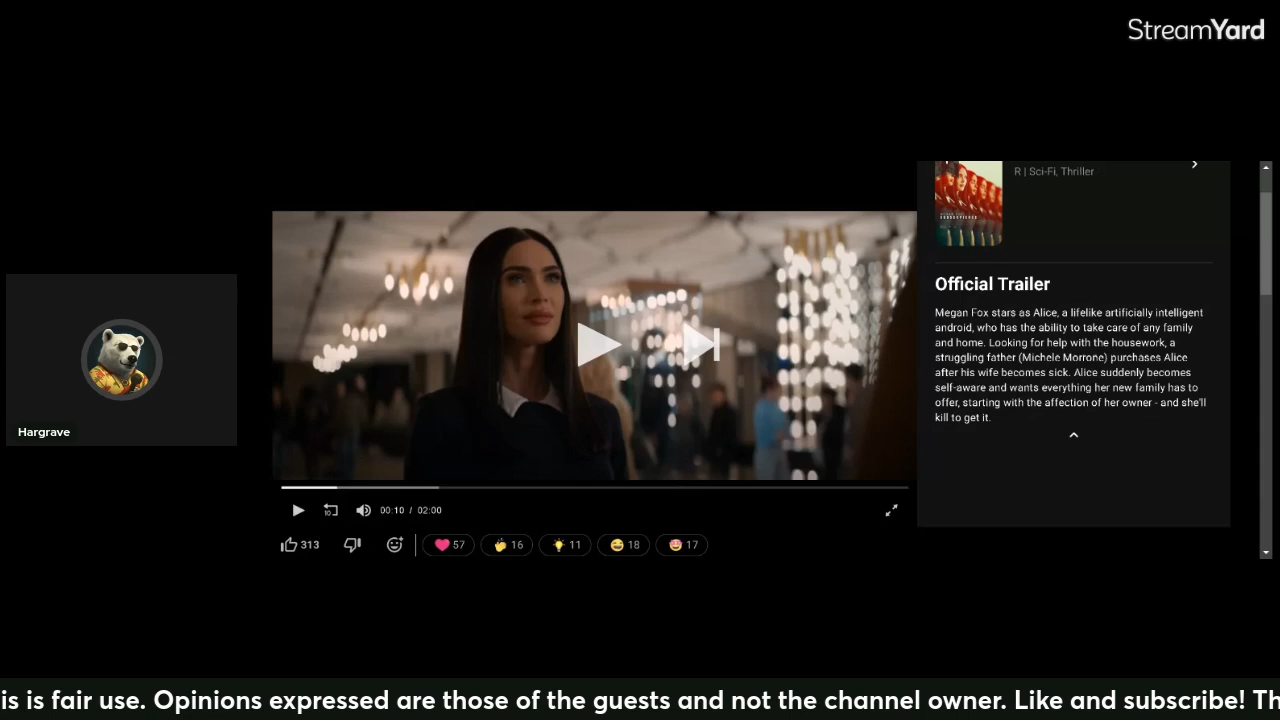 StreamYard
R | Sci-Fi, Thriller
Official Trailer
Megan Fox stars as Alice, a lifelike artificially intelligent
android, who has the ability to take care of any family
and home. Looking for help with the housework, a
struggling father (Michele Morrone) purchases Alice
after his wife becomes sick. Alice suddenly becomes
self-aware and wants everything her new family has to
offer, starting with the affection of her owner - and she'll
kill to get it.
Hargrave
10
00:10 / 02:00
313
57
16
11
18
17
is is fair use. Opinions expressed are those of the guests and not the channel owner. Like and subscribe! Th